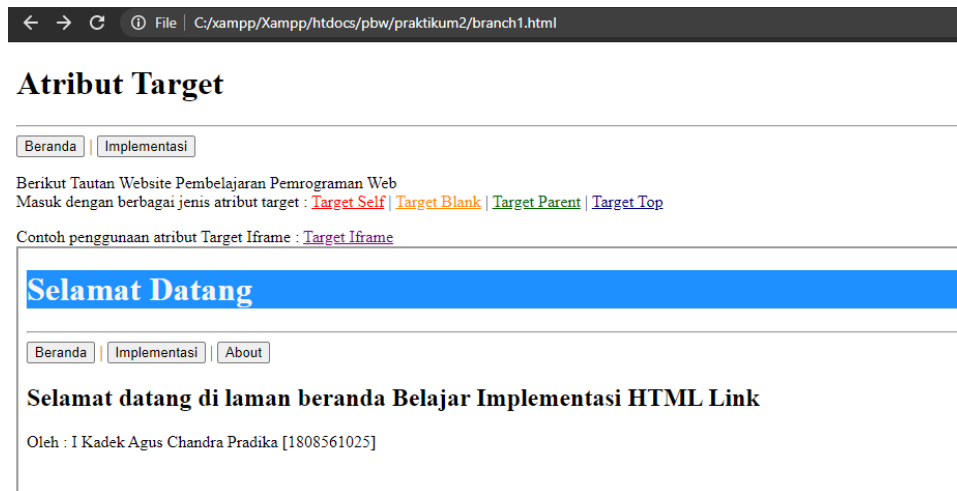 File | C:/xampp/Xampp/htdocs/pbw/praktikum2/branch1.html
Atribut Target
Beranda | Implementasi
Berikut Tautan Website Pembelajaran Pemrograman Web
Masuk dengan berbagai jenis atribut target : Target Self | Target Blank | Target Parent | Target Top
Contoh penggunaan atribut Target Iframe : Target Iframe
Selamat Datang
Beranda | Implementasi | About
Selamat datang di laman beranda Belajar Implementasi HTML Link
Oleh : I Kadek Agus Chandra Pradika [1808561025]